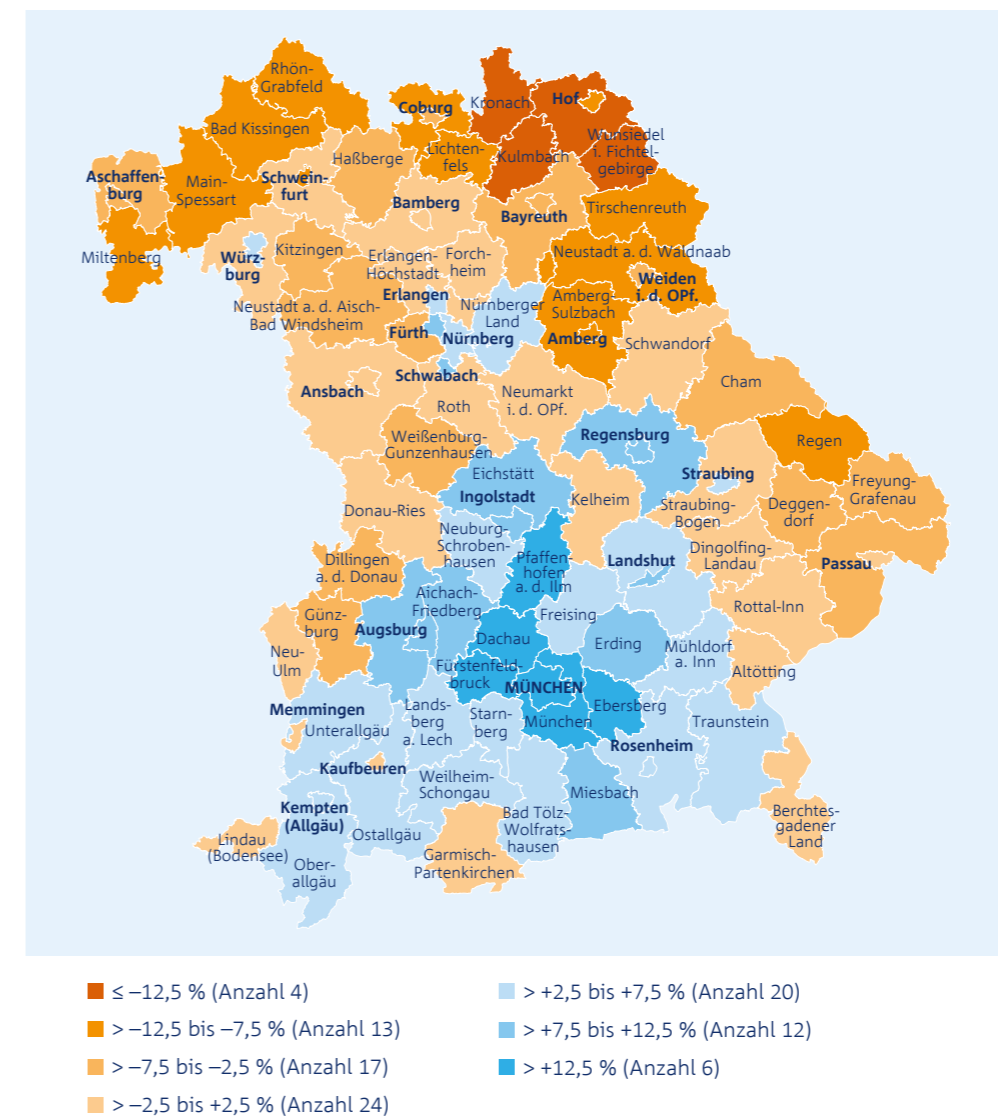 Rhön-
Grabfeld
Coburg
Kronach
Hof
Bad Kissingen
Lichten-
fels
Kulmbach
Wunsiedel
i. Fichtel-
gebirge
Haßberge
Aschaffen-
burg
Main-
Spessart
Schwein-
furt
Bamberg
Bayreuth
Tirschenreuth
Miltenberg
Würz-
burg
Kitzingen
Erlangen-
Höchstadt
Forch-
heim
Neustadt a. d. Waldnaab
Weiden
i. d. OPf.
Erlangen
Nürnberger
Land
Amberg-
Sulzbach
Neustadt a. d. Aisch-
Bad Windsheim
Fürth
Nürnberg
Amberg
Schwandorf
Ansbach
Schwabach
Roth
Neumarkt
i. d. OPf.
Cham
Weißenburg-
Gunzenhausen
Regensburg
Regen
Eichstätt
Ingolstadt
Straubing
Freyung-
Grafenau
Donau-Ries
Kelheim
Straubing-
Bogen
Deggen-
dorf
Neuburg-
Schroben-
hausen
Dingolfing-
Landau
Passau
Dillingen
a. d. Donau
Pfaffen-
hofen
a. d. Ilm
Landshut
Aichach-
Friedberg
Freising
Rottal-Inn
Günz-
burg
Augsburg
Dachau
Erding
Mühldorf
a. Inn
Neu-
Ulm
Fürstenfeld-
bruck
MÜNCHEN
Altötting
Memmingen
Unterallgäu
Lands-
berg
a. Lech
Starn-
berg
München
Ebersberg
Traunstein
Rosenheim
Kaufbeuren
Weilheim-
Schongau
Miesbach
Kempten
(Allgäu)
Ostallgäu
Bad Tölz-
Wolfrats-
hausen
Berchtes-
gadener
Land
Lindau
(Bodensee)
Ober-
allgäu
Garmisch-
Partenkirchen
≤ –12,5 % (Anzahl 4)
> –12,5 bis –7,5 % (Anzahl 13)
> –7,5 bis –2,5 % (Anzahl 17)
> –2,5 bis +2,5 % (Anzahl 24)
> +2,5 bis +7,5 % (Anzahl 20)
> +7,5 bis +12,5 % (Anzahl 12)
> +12,5 % (Anzahl 6)